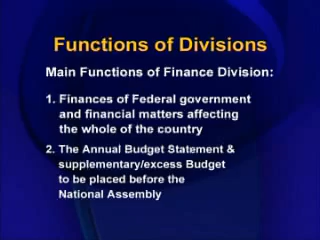 Functions of Divisions
Main Functions of Finance Division:
1. Finances of Federal government
and financial matters affecting
the whole of the country
2. The Annual Budget Statement &
supplementary/excess Budget
to be placed before the
National Assembly